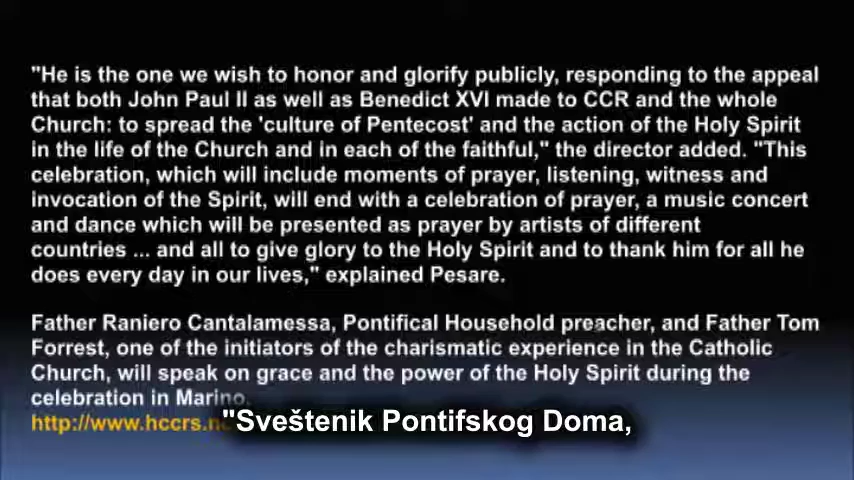 "He is the one we wish to honor and glorify publicly, responding to the appeal
that both John Paul II as well as Benedict XVI made to CCR and the whole
Church: to spread the 'culture of Pentecost' and the action of the Holy Spirit
in the life of the Church and in each of the faithful," the director added. "This
celebration, which will include moments of prayer, listening, witness and
invocation of the Spirit, will end with a celebration of prayer, a music concert
and dance which will be presented as prayer by artists of different
countries ... and all to give glory to the Holy Spirit and to thank him for all he
does every day in our lives," explained Pesare.
Father Raniero Cantalamessa, Pontifical Household preacher, and Father Tom
Forrest, one of the initiators of the charismatic experience in the Catholic
Church, will speak on grace and the power of the Holy Spirit during the
celebration in Marino.
http://www.hccrs.n
"Sveštenik Pontifskog Doma,